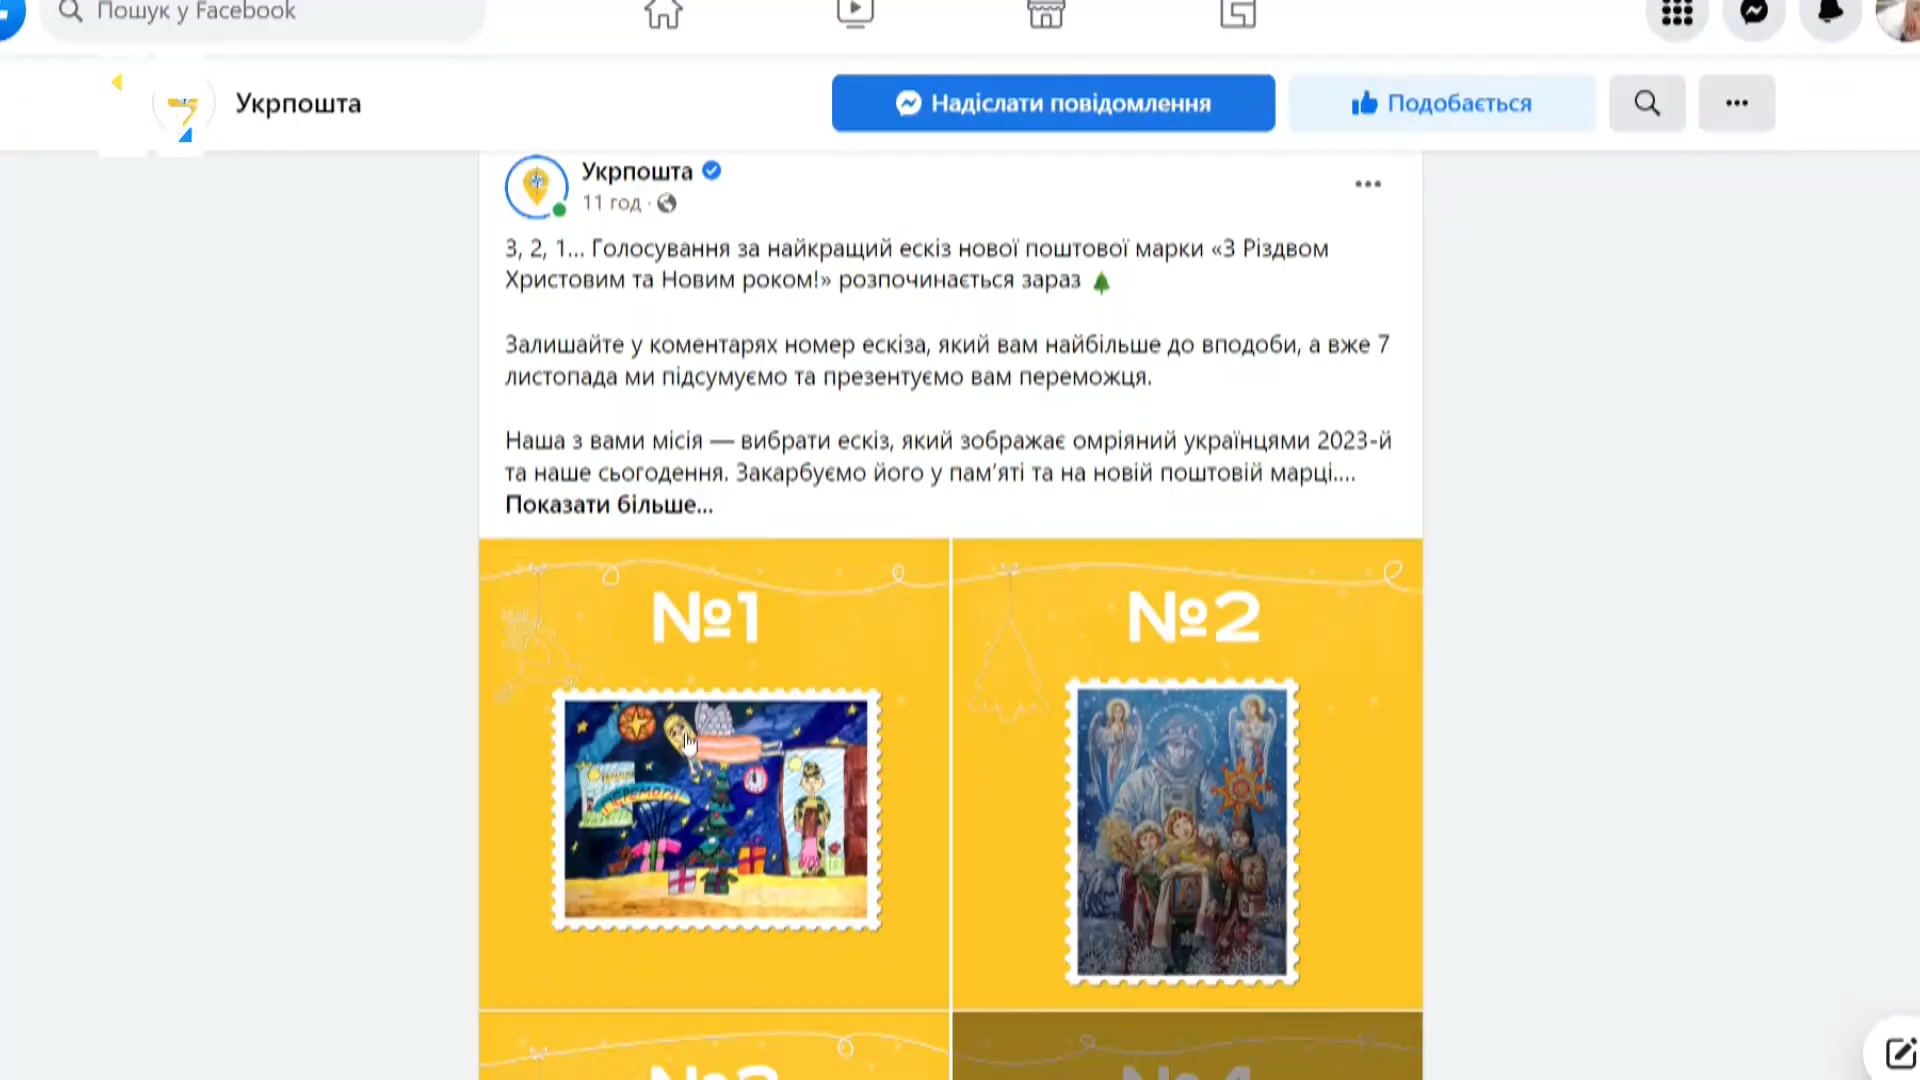 Пошук у Facebook
Укрпошта
Надіслати повідомлення
Подобається
Укрпошта
11 год ·
3, 2, 1... Голосування за найкращий ескіз нової поштової марки «З Різдвом
Христовим та Новим роком!» розпочинається зараз
Залишайте у коментарях номер ескіза, який вам найбільше до вподоби, а вже 7
листопада ми підсумуємо та презентуємо вам переможця.
Наша з вами місія — вибрати ескіз, який зображає омріяний українцями 2023-й
та наше сьогодення. Закарбуємо його у пам'яті та на новій поштовій марці....
Показати більше...
№1
№2
№3
№4